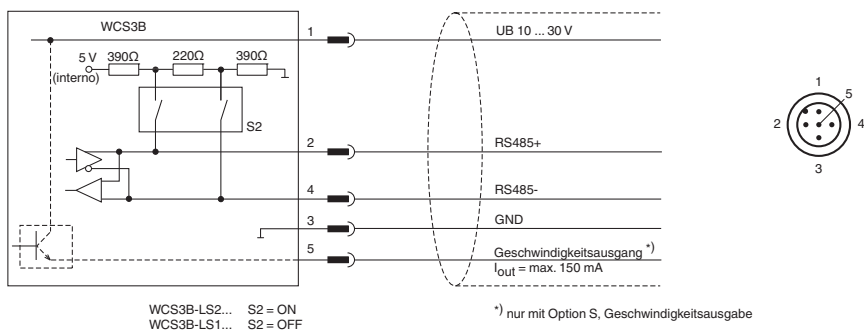 WCS3B
1
UB 10 ... 30 V
5 V
390Ω
220Ω
390Ω
(interno)
S2
2
RS485+
4
RS485-
3
GND
5
Geschwindigkeitsausgang *)
Iout = max. 150 mA
WCS3B-LS2... S2 = ON
WCS3B-LS1... S2 = OFF
*) nur mit Option S, Geschwindigkeitsausgabe
1
5
2
4
3